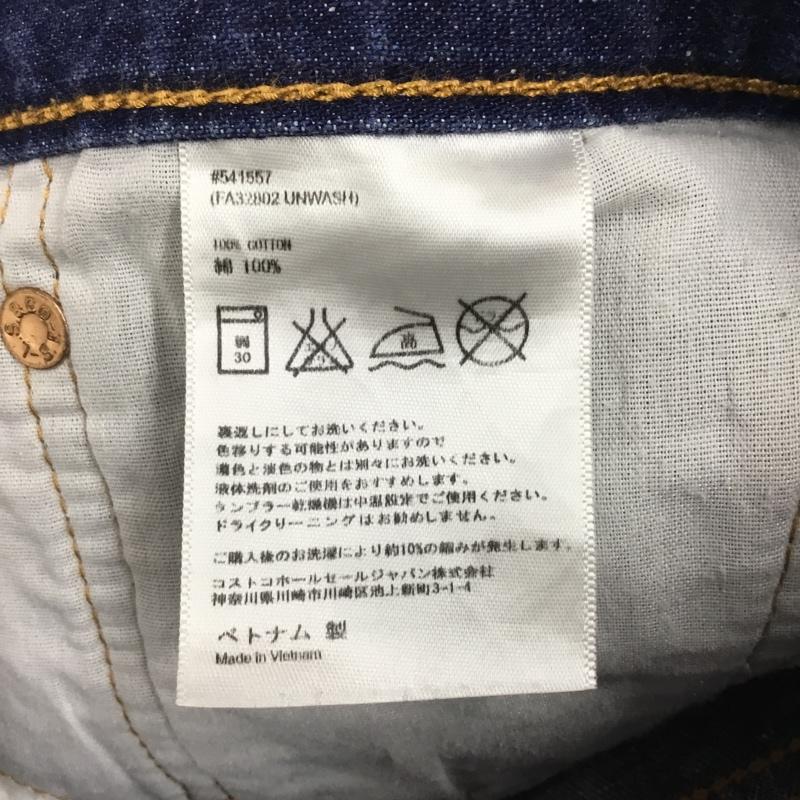 #541557
(FA32802 UNWASH)
100% COTTON
綿 100%
弱
30
高
裏返しにしてお洗いください。
色移りする可能性がありますので
濃色と淡色の物とは別々にお洗いください。
液体洗剤のご使用をおすすめします。
タンブラー乾燥機は中温設定でご使用ください。
ドライクリーニングはお勧めしません。
ご購入後のお洗濯により約10%の縮みが発生します。
コストコホールセールジャパン株式会社
神奈川県川崎市川崎区池上新町3-1-4
ベトナム 製
Made in Vietnam